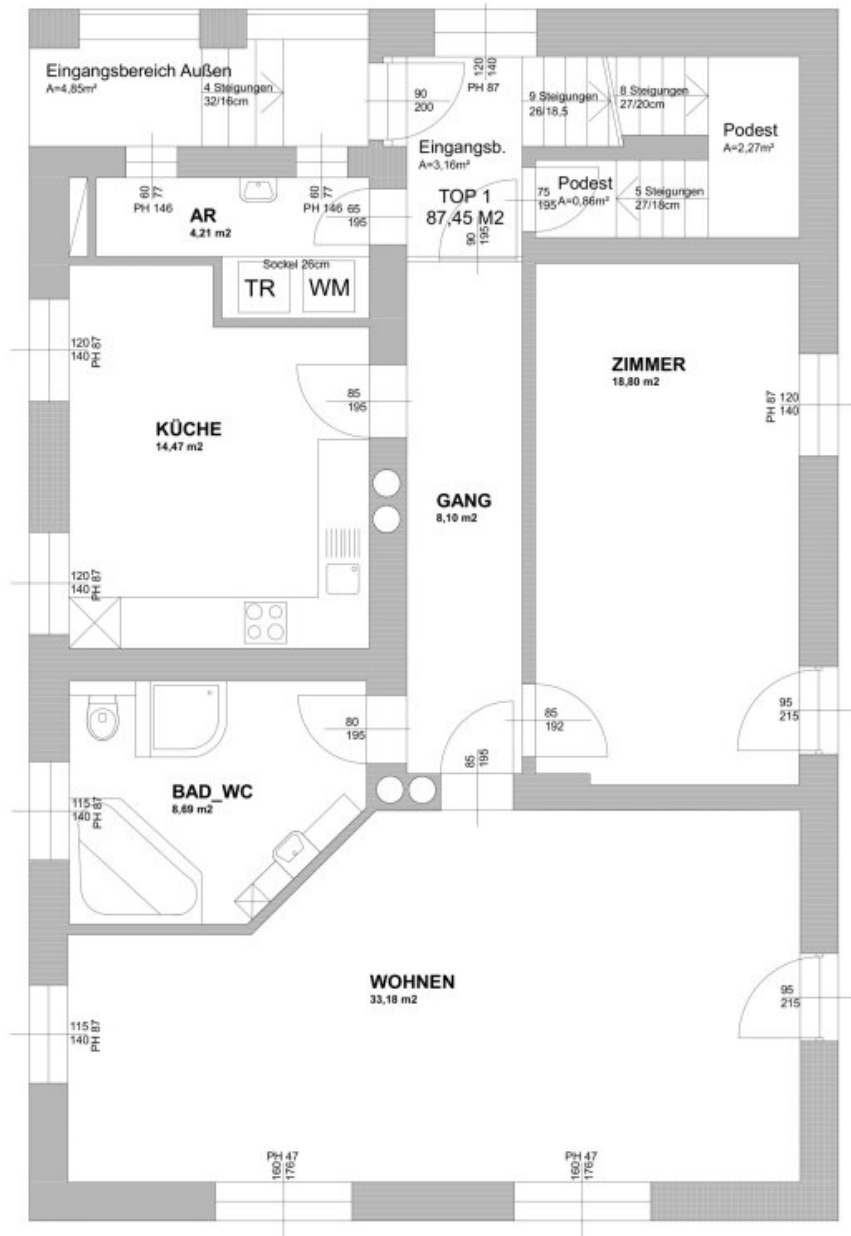 Eingangsbereich Außen
A=4,85m²
4 Steigungen
32/16cm
90
200
120
140
PH 87
9 Steigungen
26/18,5
8 Steigungen
27/20cm
Podest
A=2,27m²
Eingangsb.
A=3,16m²
60
77
PH 146
60
77
PH 146
AR
4,21 m2
65
195
TOP 1
87,45 M2
90
195
75
195
Podest
A=0,86m²
5 Steigungen
27/18cm
Sockel 26cm
TR
WM
120
140
PH 87
85
195
KÜCHE
14,47 m2
ZIMMER
18,80 m2
PH 87
120
140
GANG
8,10 m2
120
140
PH 87
80
195
85
195
85
192
95
215
BAD_WC
8,69 m2
115
140
PH 87
WOHNEN
33,18 m2
95
215
115
140
PH 87
PH 47
160
176
PH 47
160
176